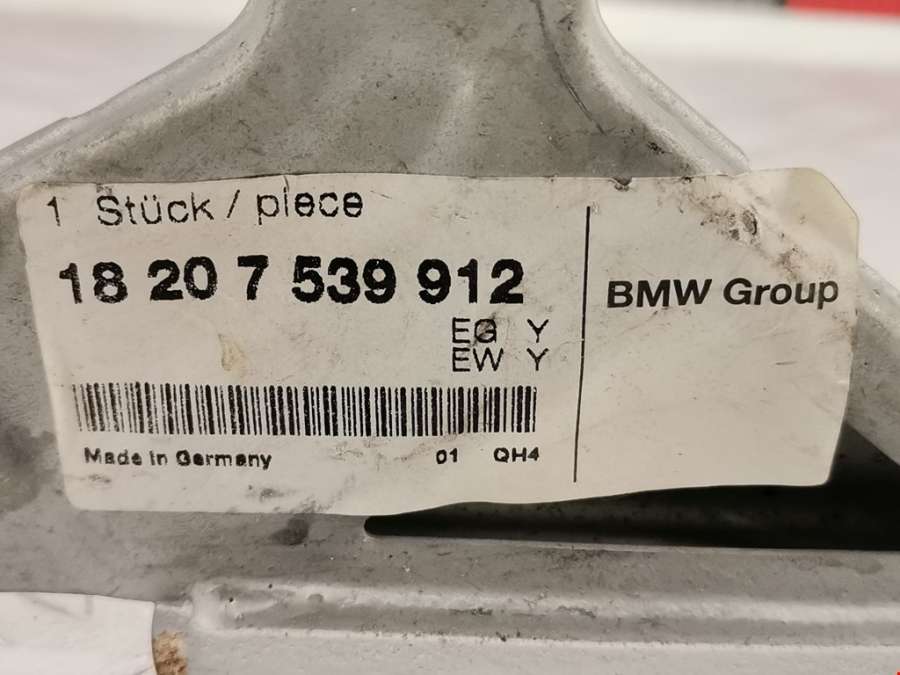 1 Stück / piece
18 20 7 539 912
EG Y
EW Y
Made in Germany 01 QH4
BMW Group